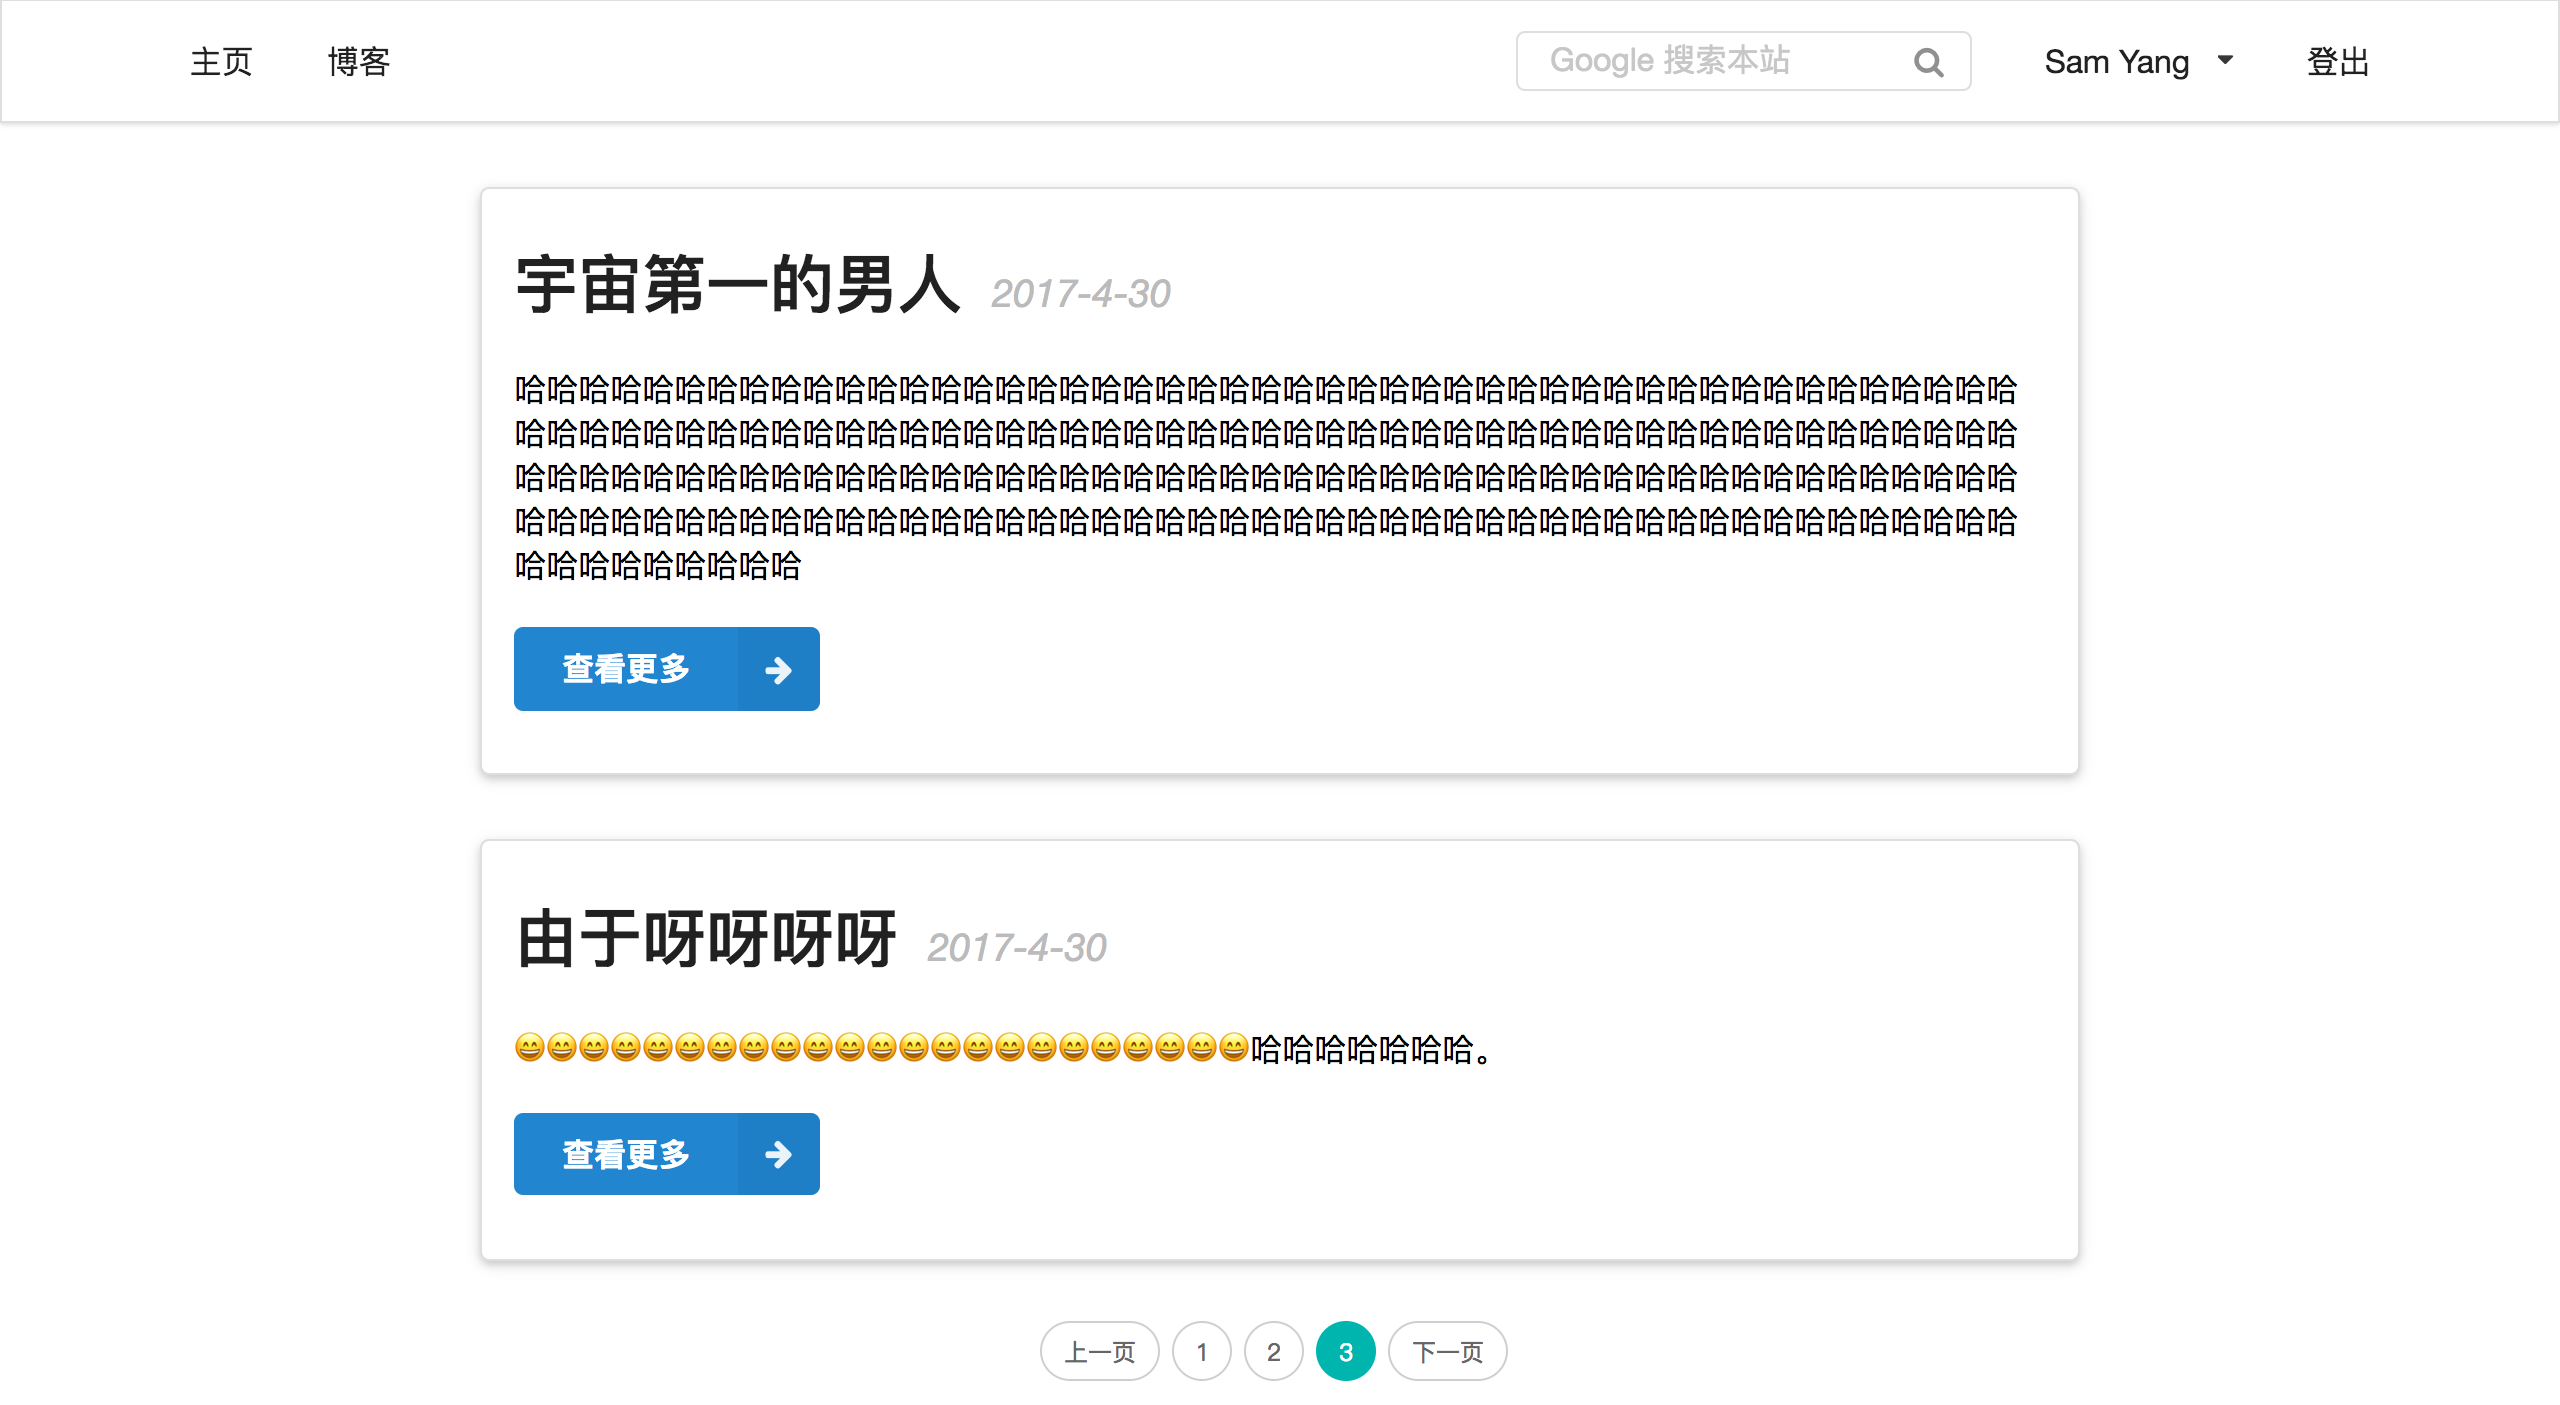 主页 博客 Google 搜索本站 Sam Yang 登出
宇宙第一的男人 2017-4-30
哈哈哈哈哈哈哈哈哈哈哈哈哈哈哈哈哈哈哈哈哈哈哈哈哈哈哈哈哈哈哈哈哈哈哈哈哈哈哈哈哈哈哈哈哈哈哈
哈哈哈哈哈哈哈哈哈哈哈哈哈哈哈哈哈哈哈哈哈哈哈哈哈哈哈哈哈哈哈哈哈哈哈哈哈哈哈哈哈哈哈哈哈哈哈
哈哈哈哈哈哈哈哈哈哈哈哈哈哈哈哈哈哈哈哈哈哈哈哈哈哈哈哈哈哈哈哈哈哈哈哈哈哈哈哈哈哈哈哈哈哈哈
哈哈哈哈哈哈哈哈哈哈哈哈哈哈哈哈哈哈哈哈哈哈哈哈哈哈哈哈哈哈哈哈哈哈哈哈哈哈哈哈哈哈哈哈哈哈哈
哈哈哈哈哈哈哈哈哈
查看更多
由于呀呀呀呀 2017-4-30
😄😄😄😄😄😄😄😄😄😄😄😄😄😄😄😄😄😄😄😄😄😄😄哈哈哈哈哈哈哈。
查看更多
上一页 1 2 3 下一页